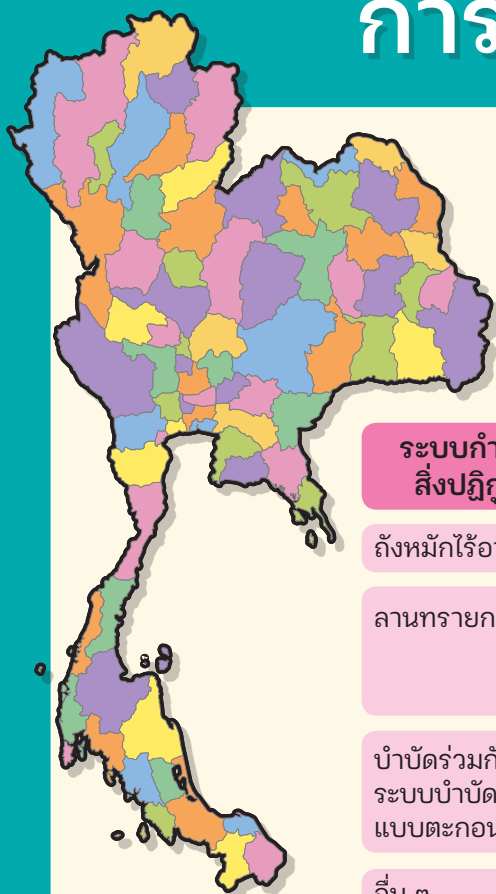 การ
ระบบกำ
สิ่งปฏิกู
ถังหมักไร้อา
ลานทรายก
บำบัดร่วมกั
ระบบบำบัด
แบบตะกอน
อื่น ๆ